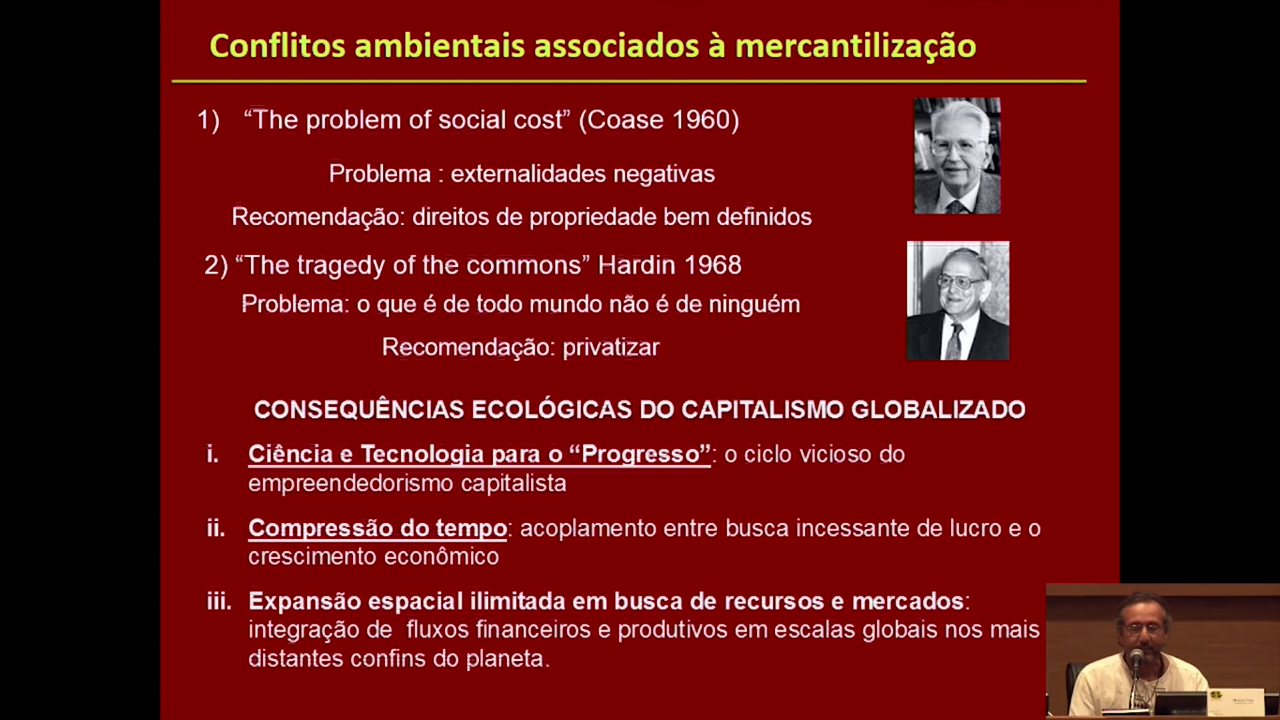 Conflitos ambientais associados à mercantilização
1) “The problem of social cost” (Coase 1960)
Problema : externalidades negativas
Recomendação: direitos de propriedade bem definidos
2) “The tragedy of the commons” Hardin 1968
Problema: o que é de todo mundo não é de ninguém
Recomendação: privatizar
CONSEQUÊNCIAS ECOLÓGICAS DO CAPITALISMO GLOBALIZADO
i. Ciência e Tecnologia para o “Progresso”: o ciclo vicioso do
empreendedorismo capitalista
ii. Compressão do tempo: acoplamento entre busca incessante de lucro e o
crescimento econômico
iii. Expansão espacial ilimitada em busca de recursos e mercados:
integração de fluxos financeiros e produtivos em escalas globais nos mais
distantes confins do planeta.